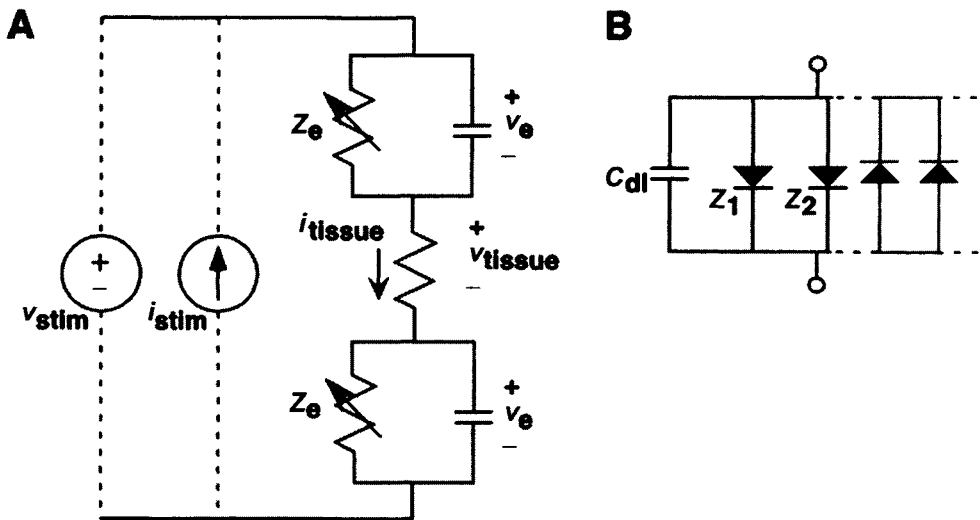 A
B
Z e
+
v e
−
C dl
Z 1
Z 2
i tissue
+
v tissue
−
+
−
v stim
i stim
Z e
+
v e
−